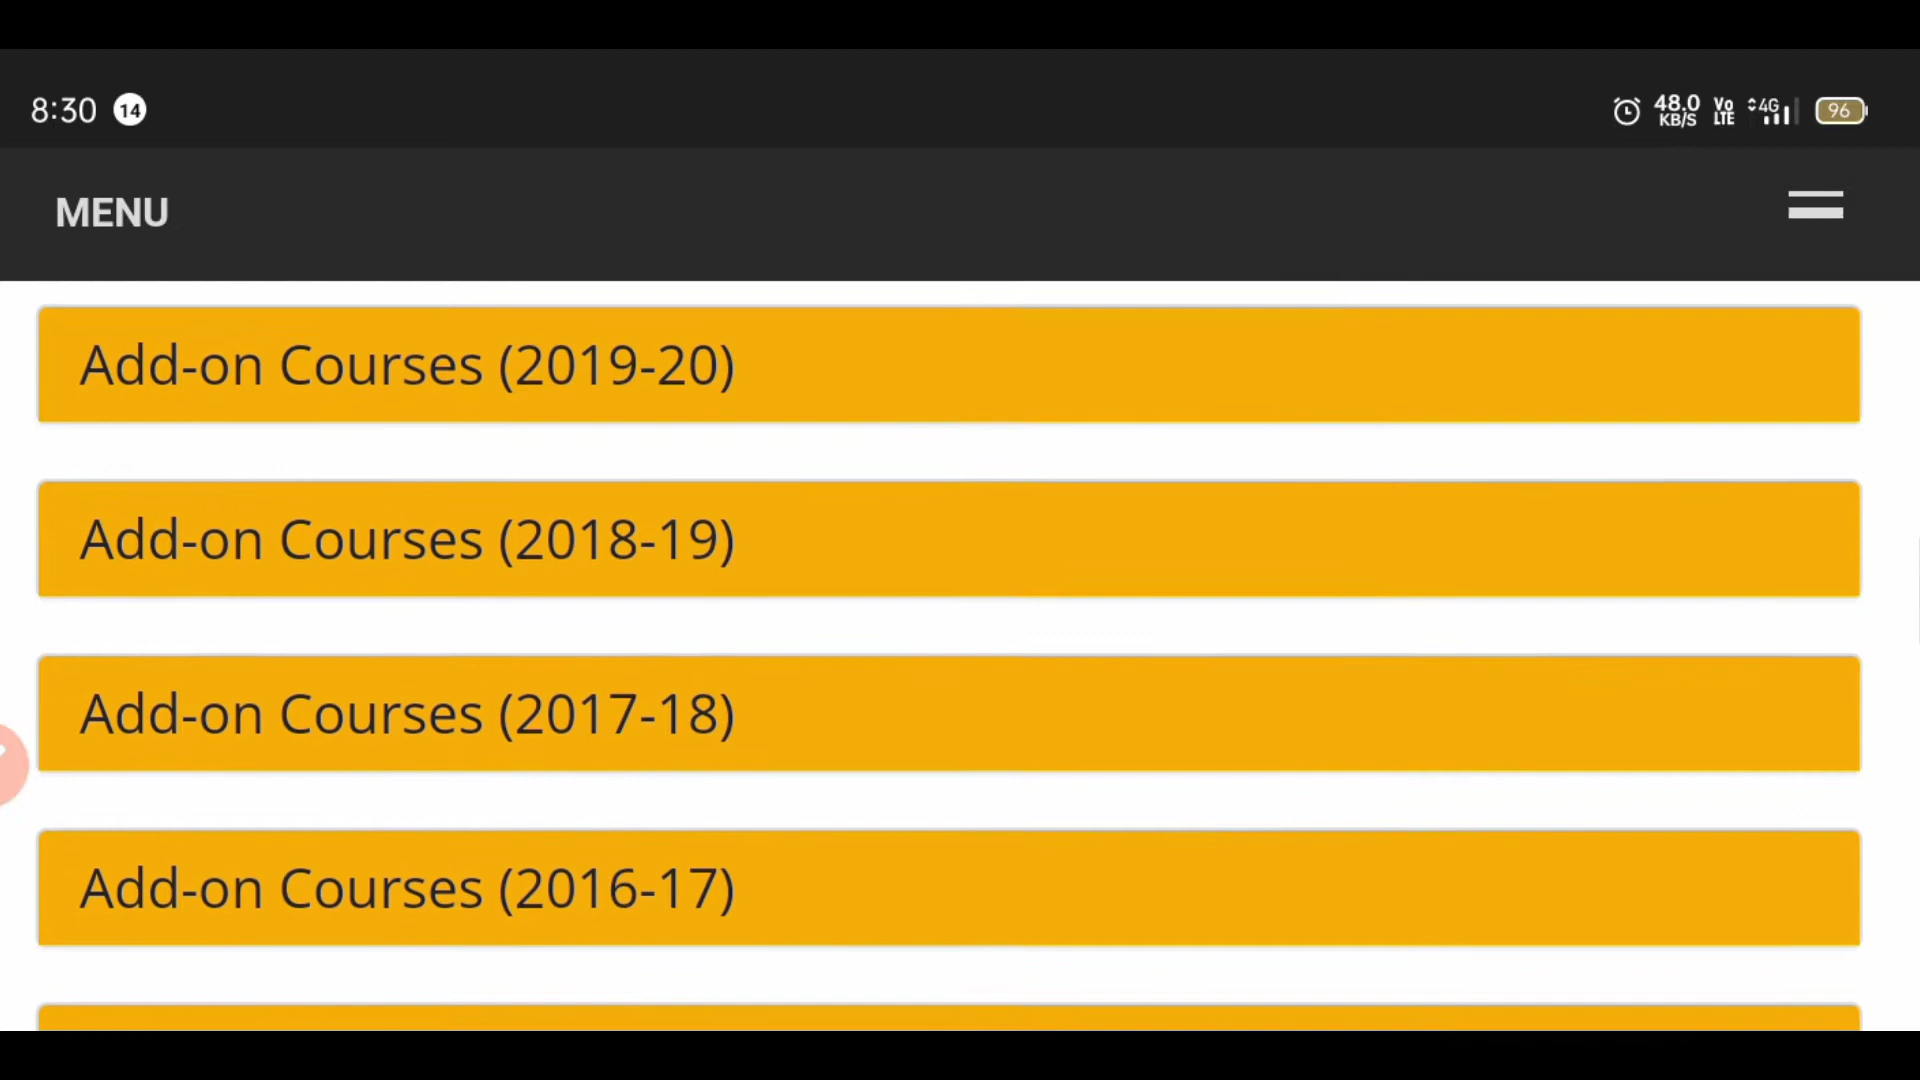 8:30 14 48.0 KB/S Vo LTE 4G 96
MENU
Add-on Courses (2019-20)
Add-on Courses (2018-19)
Add-on Courses (2017-18)
Add-on Courses (2016-17)